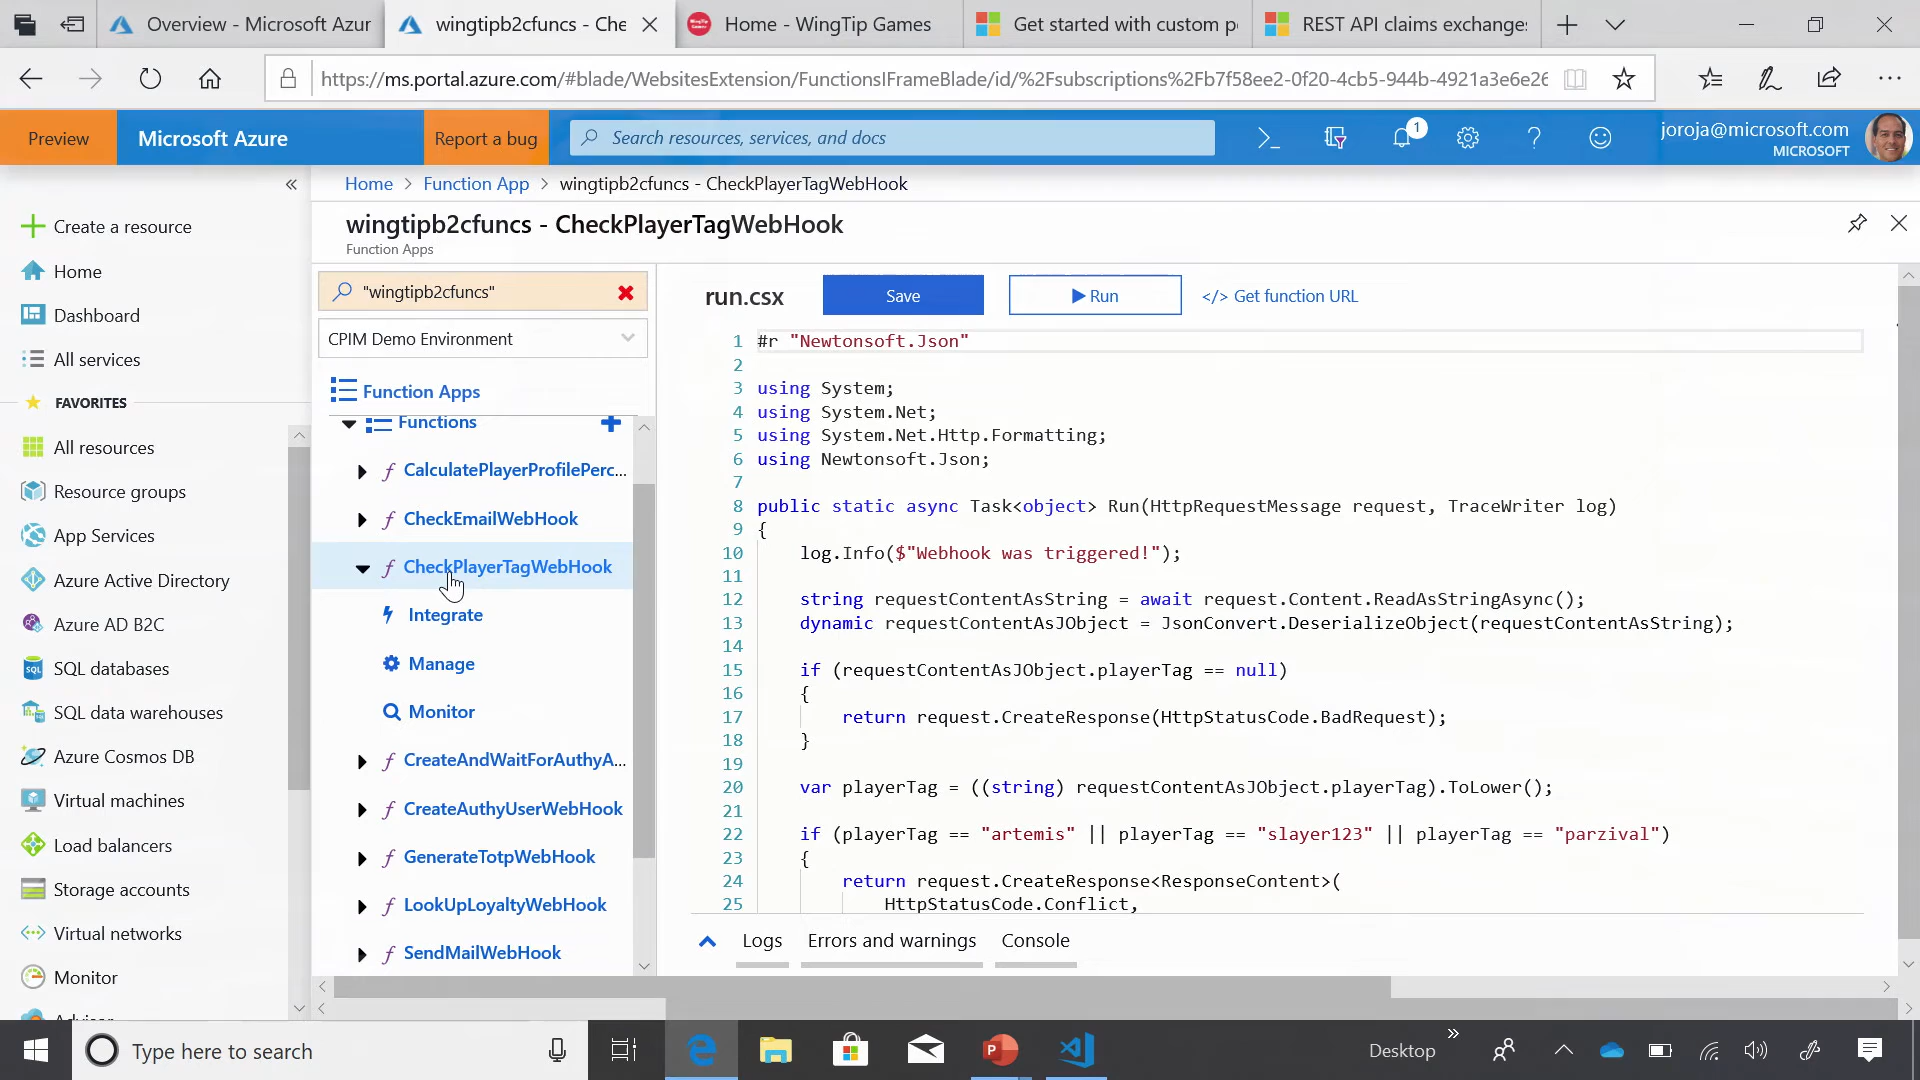 Overview - Microsoft Azur
wingtipb2cfuncs - Che
Home - WingTip Games
Get started with custom p
REST API claims exchanges
https://ms.portal.azure.com/#blade/WebsitesExtension/FunctionsIFrameBlade/id/%2Fsubscriptions%2Fb7f58ee2-0f20-4cb5-944b-4921a3e6e26
Preview
Microsoft Azure
Report a bug
Search resources, services, and docs
1
joroja@microsoft.com
MICROSOFT
Create a resource
Home
Dashboard
All services
FAVORITES
All resources
Resource groups
App Services
Azure Active Directory
Azure AD B2C
SQL databases
SQL data warehouses
Azure Cosmos DB
Virtual machines
Load balancers
Storage accounts
Virtual networks
Monitor
Home > Function App > wingtipb2cfuncs - CheckPlayerTagWebHook
wingtipb2cfuncs - CheckPlayerTagWebHook
Function Apps
"wingtipb2cfuncs"
CPIM Demo Environment
Function Apps
Functions
CalculatePlayerProfilePerc...
CheckEmailWebHook
CheckPlayerTagWebHook
Integrate
Manage
Monitor
CreateAndWaitForAuthyA...
CreateAuthyUserWebHook
GenerateTotpWebHook
LookUpLoyaltyWebHook
SendMailWebHook
run.csx
Save
Run
</> Get function URL
1 #r "Newtonsoft.Json"
2
3 using System;
4 using System.Net;
5 using System.Net.Http.Formatting;
6 using Newtonsoft.Json;
7
8 public static async Task<object> Run(HttpRequestMessage request, TraceWriter log)
9 {
10 log.Info($"Webhook was triggered!");
11
12 string requestContentAsString = await request.Content.ReadAsStringAsync();
13 dynamic requestContentAsJObject = JsonConvert.DeserializeObject(requestContentAsString);
14
15 if (requestContentAsJObject.playerTag == null)
16 {
17 return request.CreateResponse(HttpStatusCode.BadRequest);
18 }
19
20 var playerTag = ((string) requestContentAsJObject.playerTag).ToLower();
21
22 if (playerTag == "artemis" || playerTag == "slayer123" || playerTag == "parzival")
23 {
24 return request.CreateResponse<ResponseContent>(
25 HttpStatusCode.Conflict,
Logs
Errors and warnings
Console
Type here to search
Desktop